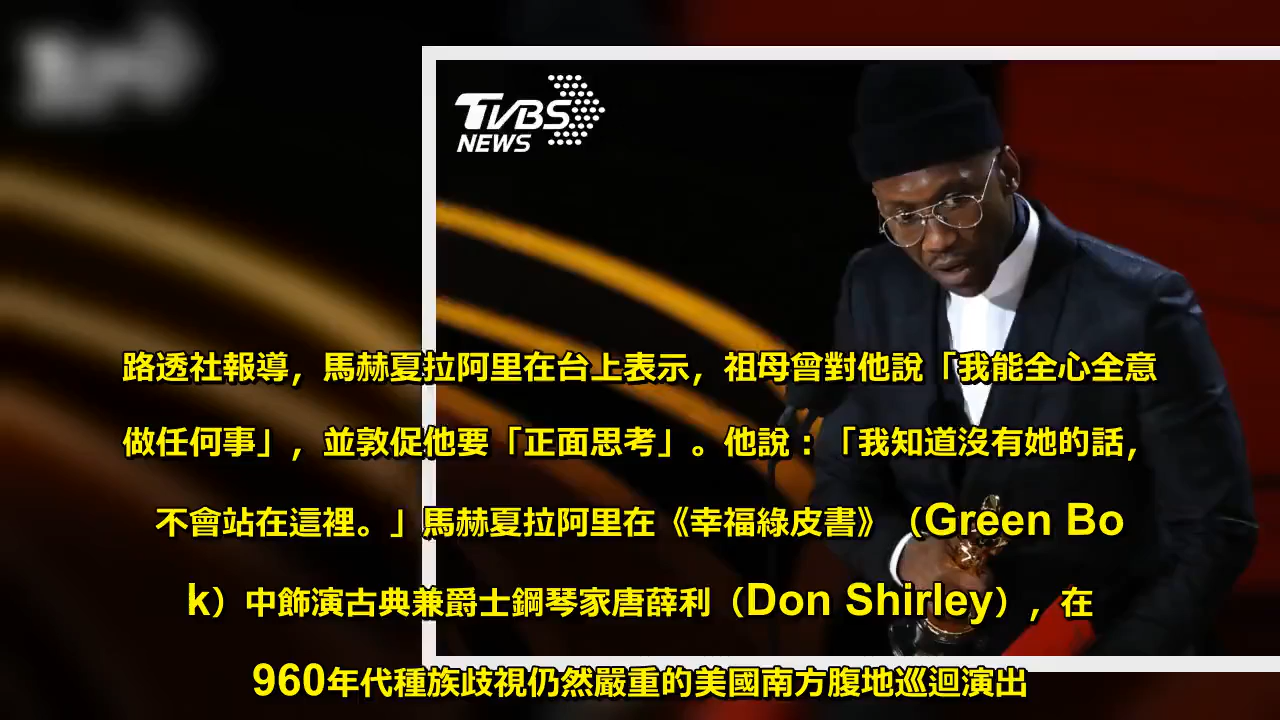 TVBS
NEWS
路透社報導，馬赫夏拉阿里在台上表示，祖母曾對他說「我能全心全意
做任何事」，並敦促他要「正面思考」。他說：「我知道沒有她的話，
不會站在這裡。」馬赫夏拉阿里在《幸福綠皮書》（Green Bo
k）中飾演古典兼爵士鋼琴家唐薛利（Don Shirley），在
960年代種族歧視仍然嚴重的美國南方腹地巡迴演出